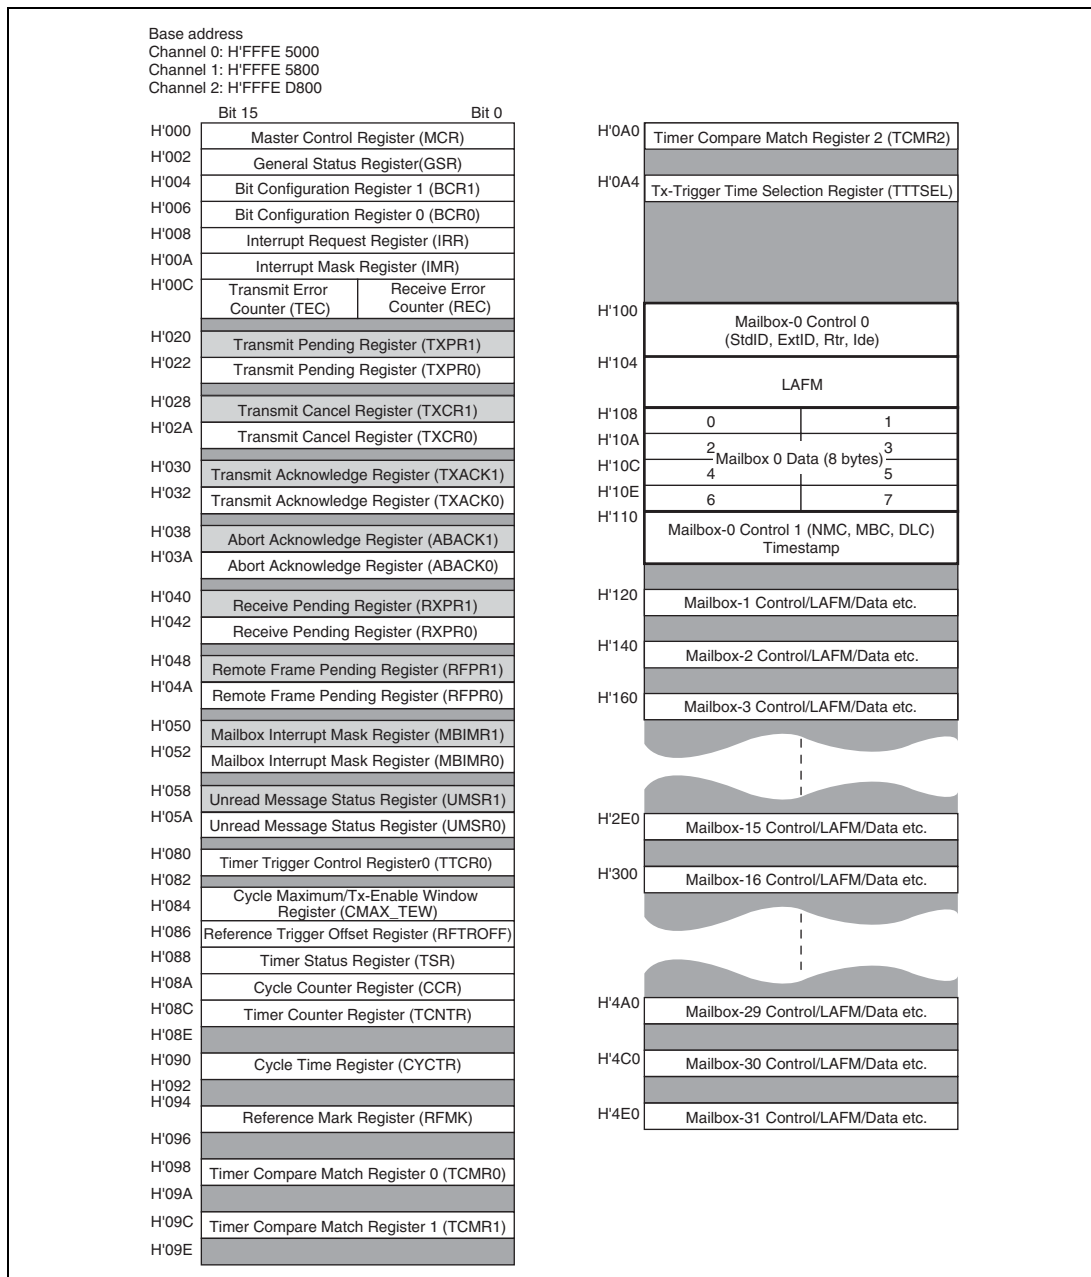 Base address
Channel 0: H'FFFE 5000
Channel 1: H'FFFE 5800
Channel 2: H'FFFE D800
Bit 15 Bit 0
H'000 Master Control Register (MCR)
H'002 General Status Register(GSR)
H'004 Bit Configuration Register 1 (BCR1)
H'006 Bit Configuration Register 0 (BCR0)
H'008 Interrupt Request Register (IRR)
H'00A Interrupt Mask Register (IMR)
H'00C Transmit Error Receive Error
Counter (TEC) Counter (REC)
H'020 Transmit Pending Register (TXPR1)
H'022 Transmit Pending Register (TXPR0)
H'028 Transmit Cancel Register (TXCR1)
H'02A Transmit Cancel Register (TXCR0)
H'030 Transmit Acknowledge Register (TXACK1)
H'032 Transmit Acknowledge Register (TXACK0)
H'038 Abort Acknowledge Register (ABACK1)
H'03A Abort Acknowledge Register (ABACK0)
H'040 Receive Pending Register (RXPR1)
H'042 Receive Pending Register (RXPR0)
H'048 Remote Frame Pending Register (RFPR1)
H'04A Remote Frame Pending Register (RFPR0)
H'050 Mailbox Interrupt Mask Register (MBIMR1)
H'052 Mailbox Interrupt Mask Register (MBIMR0)
H'058 Unread Message Status Register (UMSR1)
H'05A Unread Message Status Register (UMSR0)
H'080 Timer Trigger Control Register0 (TTCR0)
H'082
H'084 Cycle Maximum/Tx-Enable Window
Register (CMAX_TEW)
H'086 Reference Trigger Offset Register (RFTROFF)
H'088 Timer Status Register (TSR)
H'08A Cycle Counter Register (CCR)
H'08C Timer Counter Register (TCNTR)
H'08E
H'090 Cycle Time Register (CYCTR)
H'092
H'094
Reference Mark Register (RFMK)
H'096
H'098 Timer Compare Match Register 0 (TCMR0)
H'09A
H'09C Timer Compare Match Register 1 (TCMR1)
H'09E
H'0A0 Timer Compare Match Register 2 (TCMR2)
H'0A4 Tx-Trigger Time Selection Register (TTTSEL)
H'100 Mailbox-0 Control 0
(StdID, ExtID, Rtr, Ide)
H'104 LAFM
H'108 0 1
H'10A 2 3
Mailbox 0 Data (8 bytes)
H'10C 4 5
H'10E 6 7
H'110 Mailbox-0 Control 1 (NMC, MBC, DLC)
Timestamp
H'120 Mailbox-1 Control/LAFM/Data etc.
H'140 Mailbox-2 Control/LAFM/Data etc.
H'160 Mailbox-3 Control/LAFM/Data etc.
H'2E0 Mailbox-15 Control/LAFM/Data etc.
H'300 Mailbox-16 Control/LAFM/Data etc.
H'4A0 Mailbox-29 Control/LAFM/Data etc.
H'4C0 Mailbox-30 Control/LAFM/Data etc.
H'4E0 Mailbox-31 Control/LAFM/Data etc.